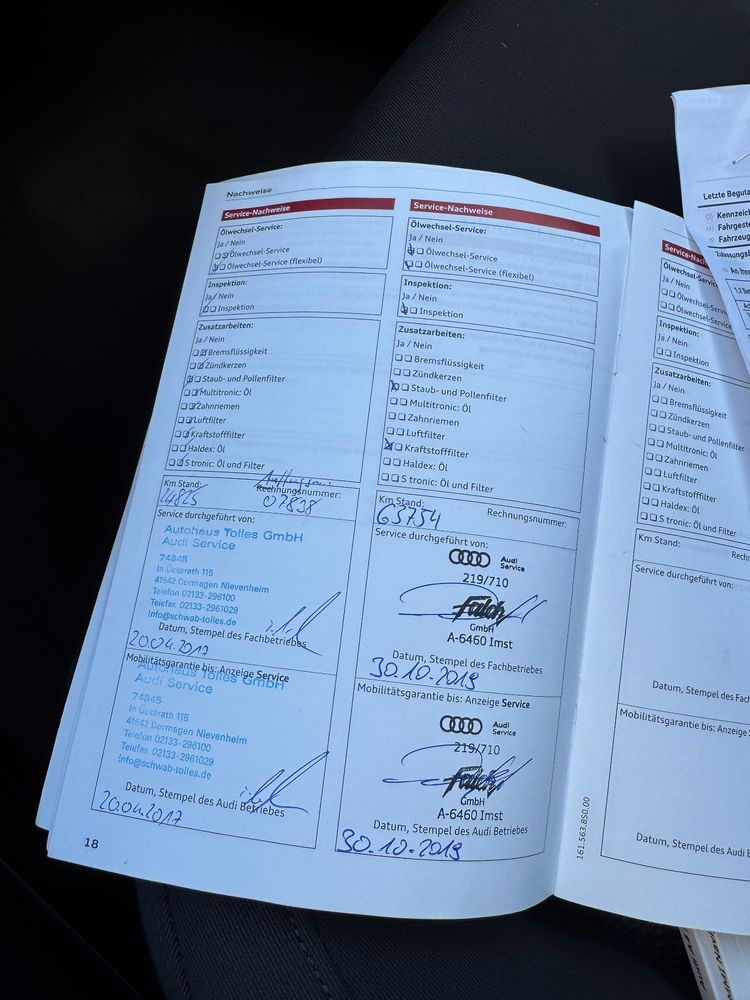 Nachweise
Service-Nachweise
Ölwechsel-Service:
Ja / Nein
Ölwechsel-Service
Ölwechsel-Service (flexibel)
Inspektion:
Ja / Nein
Inspektion
Zusatzarbeiten:
Ja / Nein
Bremsflüssigkeit
Zündkerzen
Staub- und Pollenfilter
Multitronic: Öl
Zahnriemen
Luftfilter
Kraftstofffilter
Haldex: Öl
S tronic: Öl und Filter
Km Stand:
24825
Rechnungsnummer:
07838
Service durchgeführt von:
Autohaus Tolles GmbH
Audi Service
74845
In Ückerath 115
41542 Dormagen Nievenheim
Telefon 02133-296100
Telefax 02133-2961029
info@schwab-tolles.de
Datum, Stempel des Fachbetriebes
20.04.2017
Mobilitätsgarantie bis: Anzeige Service
Autohaus Tolles GmbH
Audi Service
74845
In Ückerath 115
41542 Dormagen Nievenheim
Telefon 02133-296100
Telefax 02133-2961029
info@schwab-tolles.de
Datum, Stempel des Audi Betriebes
20.04.2017
18
Service-Nachweise
Ölwechsel-Service:
Ja / Nein
Ölwechsel-Service
Ölwechsel-Service (flexibel)
Inspektion:
Ja / Nein
Inspektion
Zusatzarbeiten:
Ja / Nein
Bremsflüssigkeit
Zündkerzen
Staub- und Pollenfilter
Multitronic: Öl
Zahnriemen
Luftfilter
Kraftstofffilter
Haldex: Öl
S tronic: Öl und Filter
Km Stand:
Rechnungsnummer:
65754
Service durchgeführt von:
Audi
Service
219/710
Falch
GmbH
A-6460 Imst
Datum, Stempel des Fachbetriebes
30.10.2019
Mobilitätsgarantie bis: Anzeige Service
Audi
Service
219/710
Falch
GmbH
A-6460 Imst
Datum, Stempel des Audi Betriebes
30.10.2019
161.563.850.00
Service-Na
Ölwechsel-
Ja / Nein
Ölwechsel-
Ölwechsel-Service
Inspektion:
Ja / Nein
Inspektion
Zusatzarbeiten:
Ja / Nein
Bremsflüssigkeit
Zündkerzen
Staub- und Pollenfilter
Multitronic: Öl
Zahnriemen
Luftfilter
Kraftstofffilter
Haldex: Öl
S tronic: Öl und Filter
Km Stand:
Rech
Service durchgeführt von:
Datum, Stempel des Fach
Mobilitätsgarantie bis: Anzeige S
Datum, Stempel des Audi B
Letzte Beguta
Kennzeich
Fahrgeste
Fahrzeug